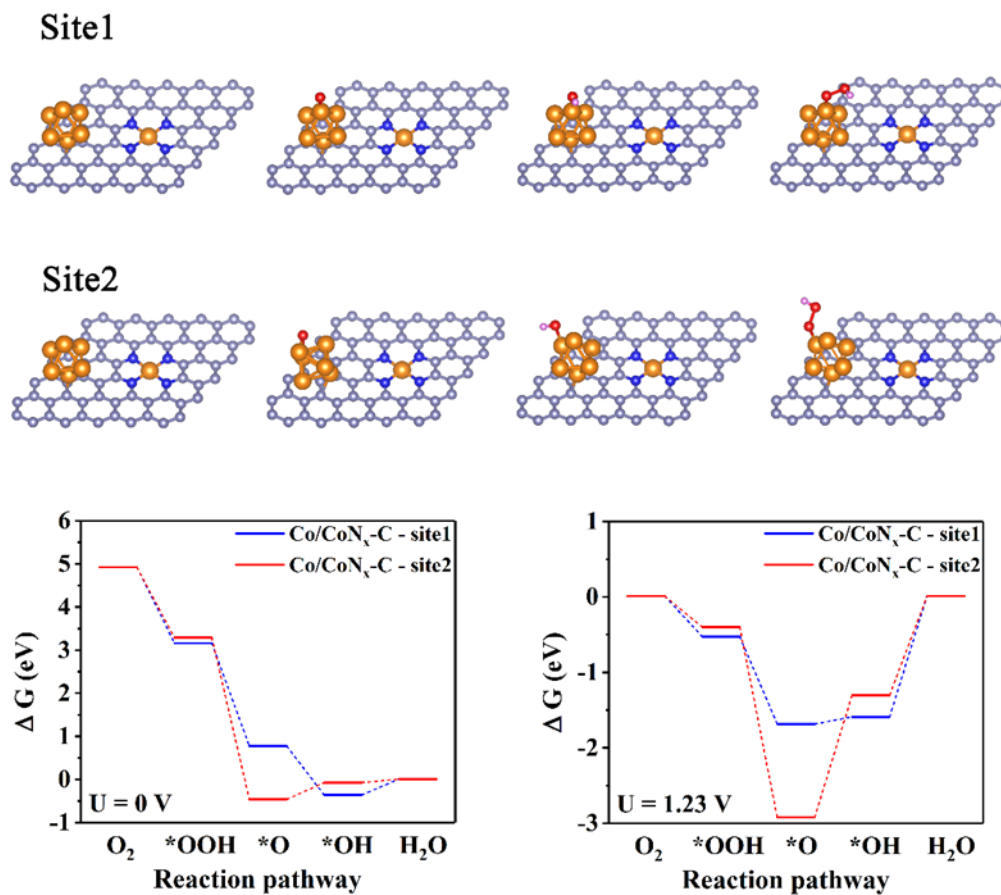 Site1
Site2
6
5
4
3
2
1
0
-1
Δ G (eV)
Co/CoNₓ-C - site1
Co/CoNₓ-C - site2
U = 0 V
O₂ *OOH *O *OH H₂O
Reaction pathway
1
0
-1
-2
-3
Δ G (eV)
Co/CoNₓ-C - site1
Co/CoNₓ-C - site2
U = 1.23 V
O₂ *OOH *O *OH H₂O
Reaction pathway